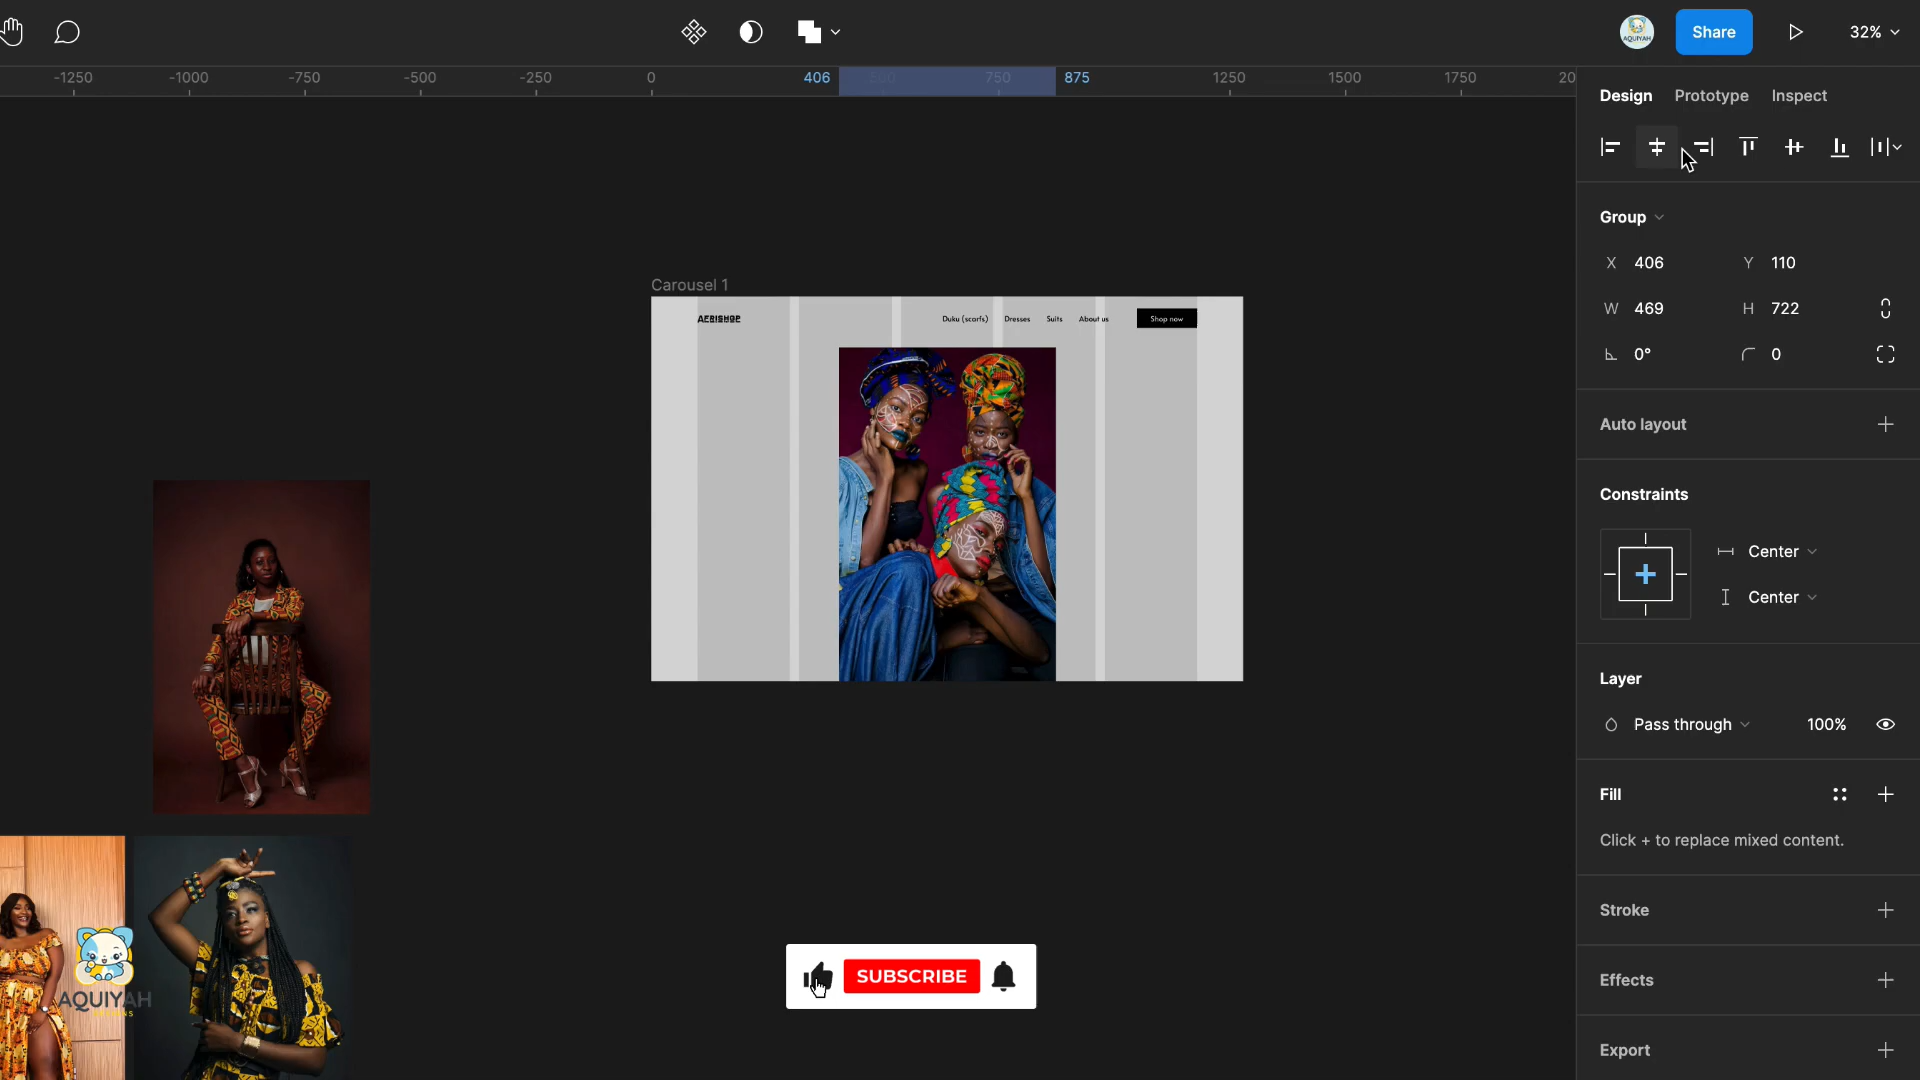 Share
32%
-1250
-1000
-750
-500
-250
0
406
500
750
875
1250
1500
1750
20
Design
Prototype
Inspect
Group
X 406
Y 110
W 469
H 722
0°
0
Auto layout
Constraints
Center
Center
Layer
Pass through
100%
Fill
Click + to replace mixed content.
Stroke
Effects
Export
Carousel 1
AFRISHOP
Duku (scarfs)
Dresses
Suits
About us
Shop now
AQUIYAH
SUBSCRIBE
AQUIYAH